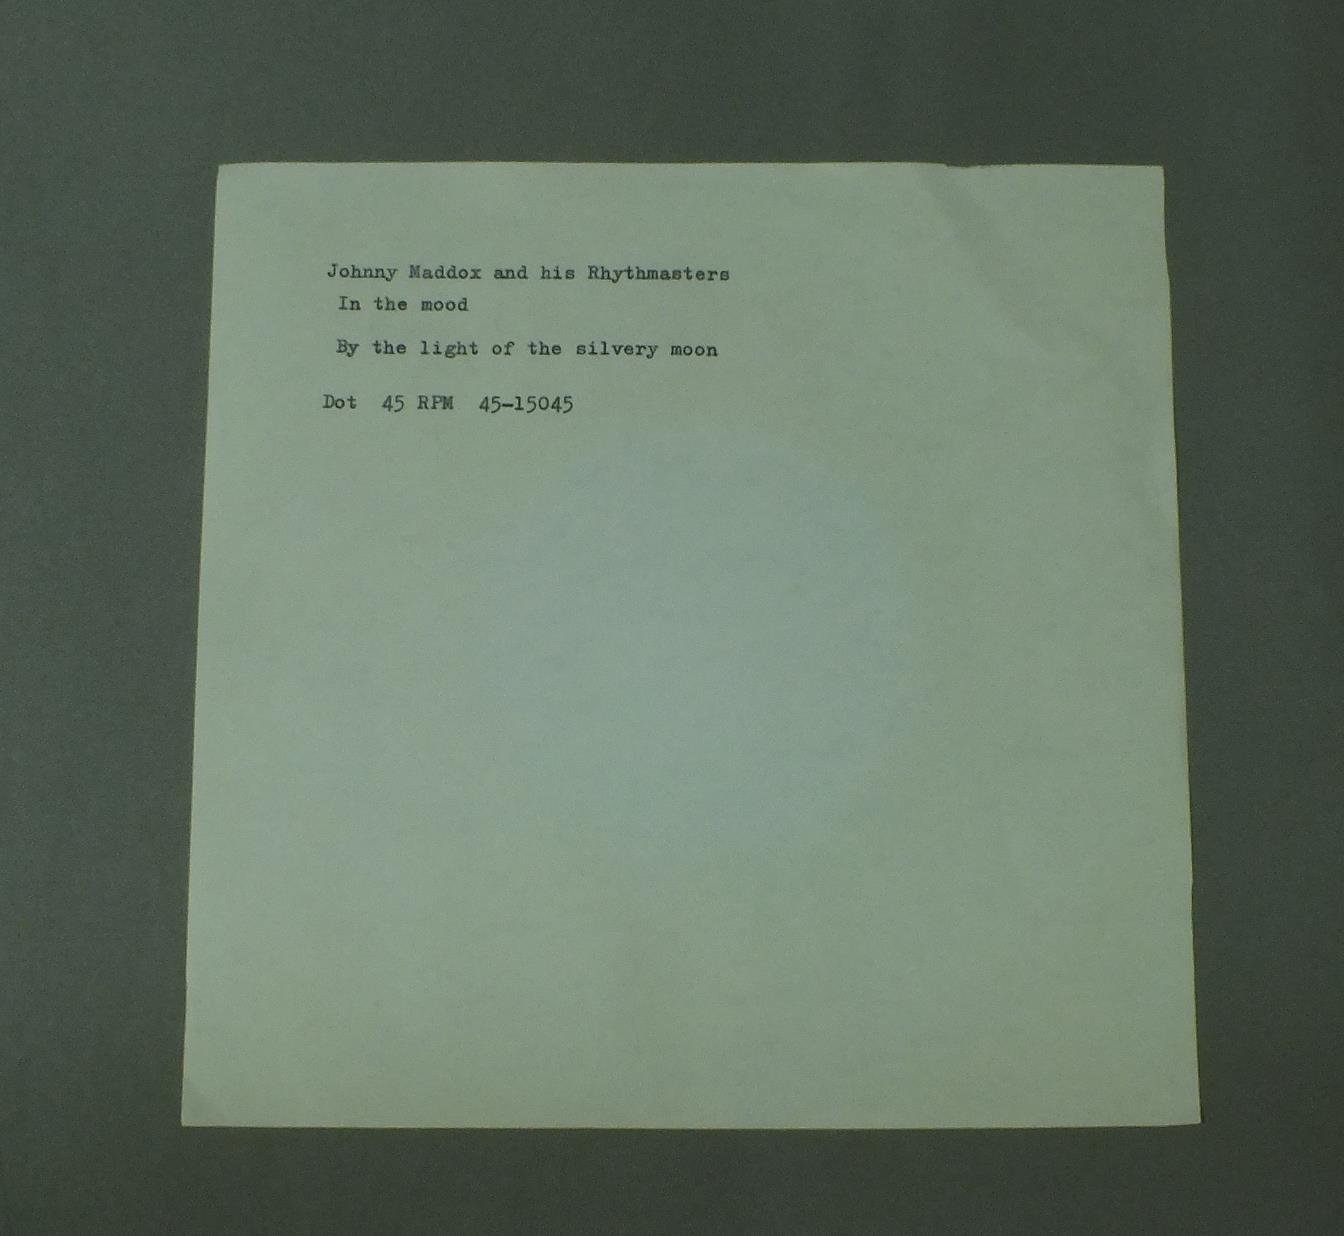 Johnny Maddox and his Rhythmasters
In the mood
By the light of the silvery moon
Dot 45 RPM 45-15045